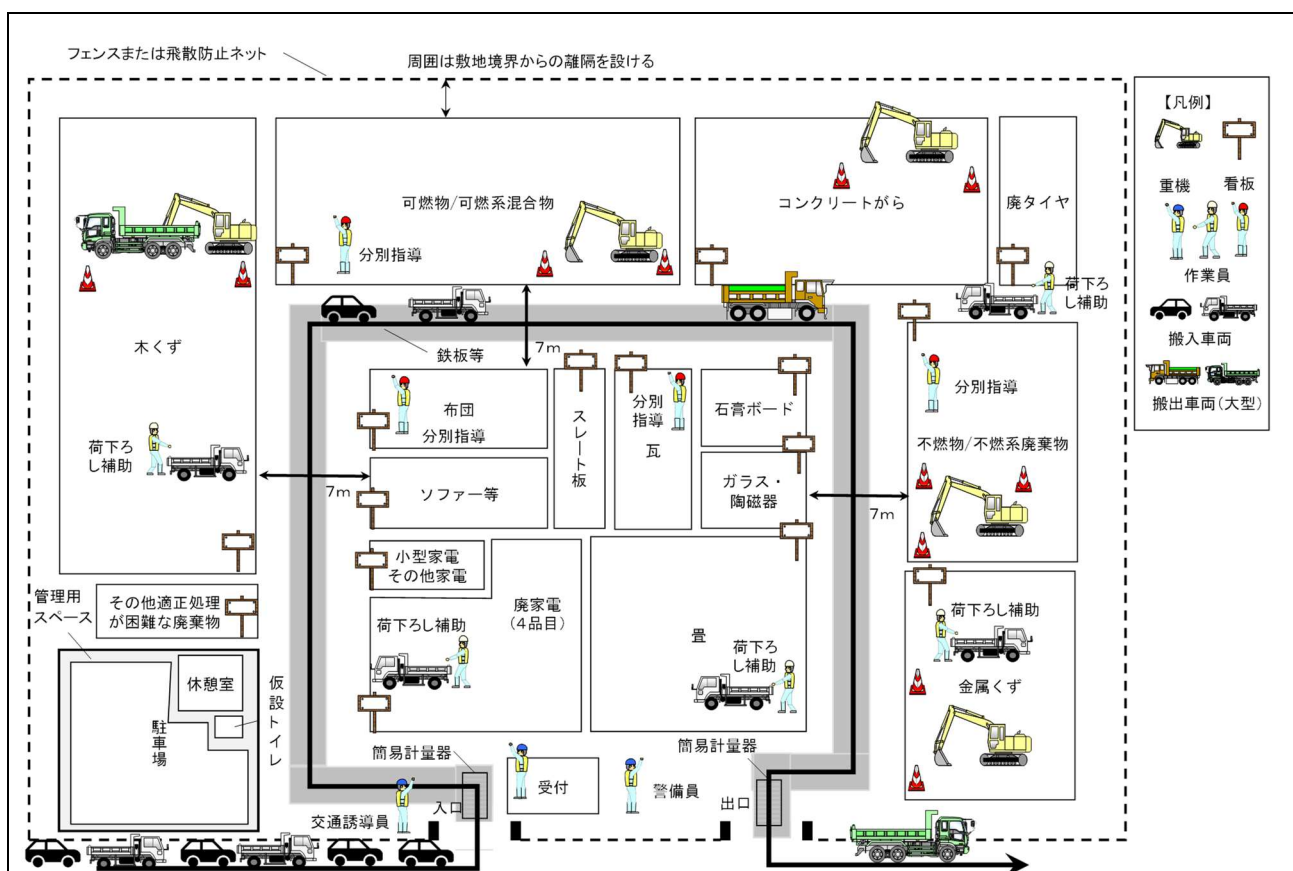 フェンスまたは飛散防止ネット
周囲は敷地境界からの離隔を設ける
【凡例】
重機
看板
作業員
搬入車両
搬出車両(大型)
可燃物/可燃系混合物
分別指導
コンクリートがら
廃タイヤ
荷下ろ
し補助
木くず
鉄板等
7m
布団
分別指導
スレート板
分別
指導
瓦
石膏ボード
分別指導
不燃物/不燃系廃棄物
荷下ろ
し補助
7m
ソファー等
ガラス・
陶磁器
7m
小型家電
その他家電
廃家電
(4品目)
管理用
スペース
その他適正処理
が困難な廃棄物
荷下ろし補助
畳
荷下ろ
し補助
荷下ろし補助
金属くず
休憩室
仮設トイレ
駐車場
簡易計量器
簡易計量器
受付
警備員
入口
出口
交通誘導員